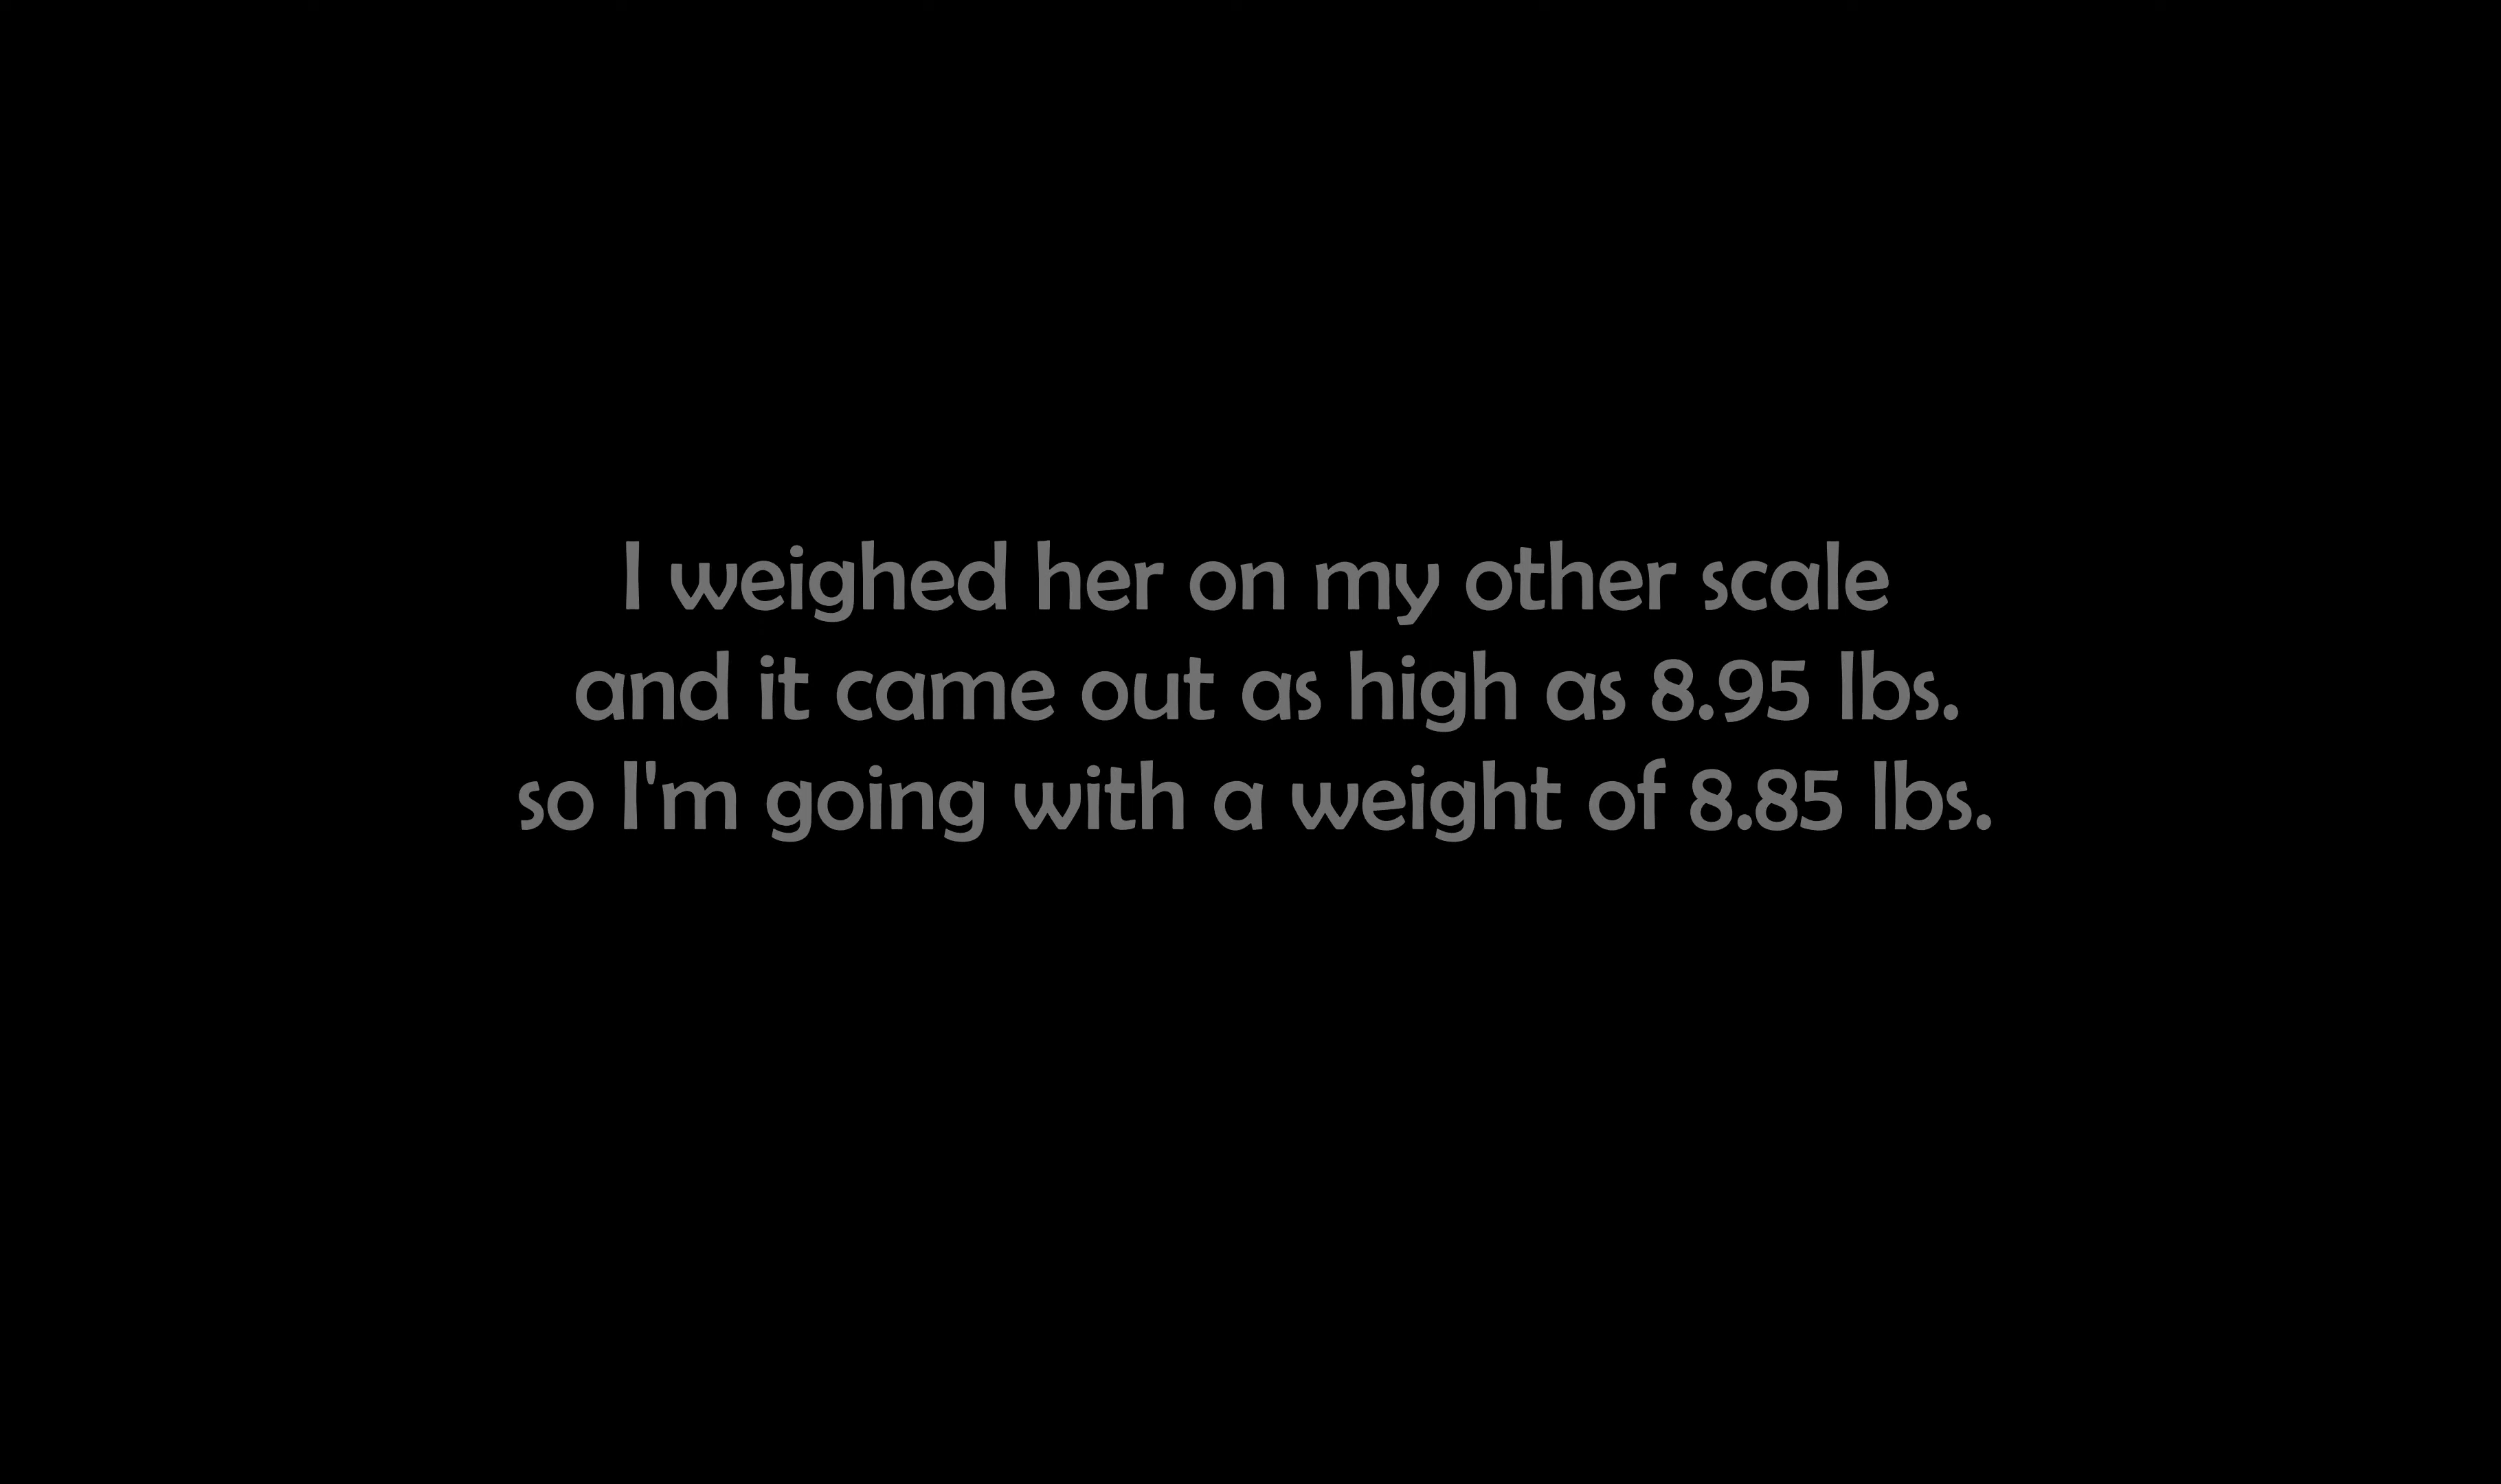 I weighed her on my other scale
and it came out as high as 8.95 lbs.
so I'm going with a weight of 8.85 lbs.